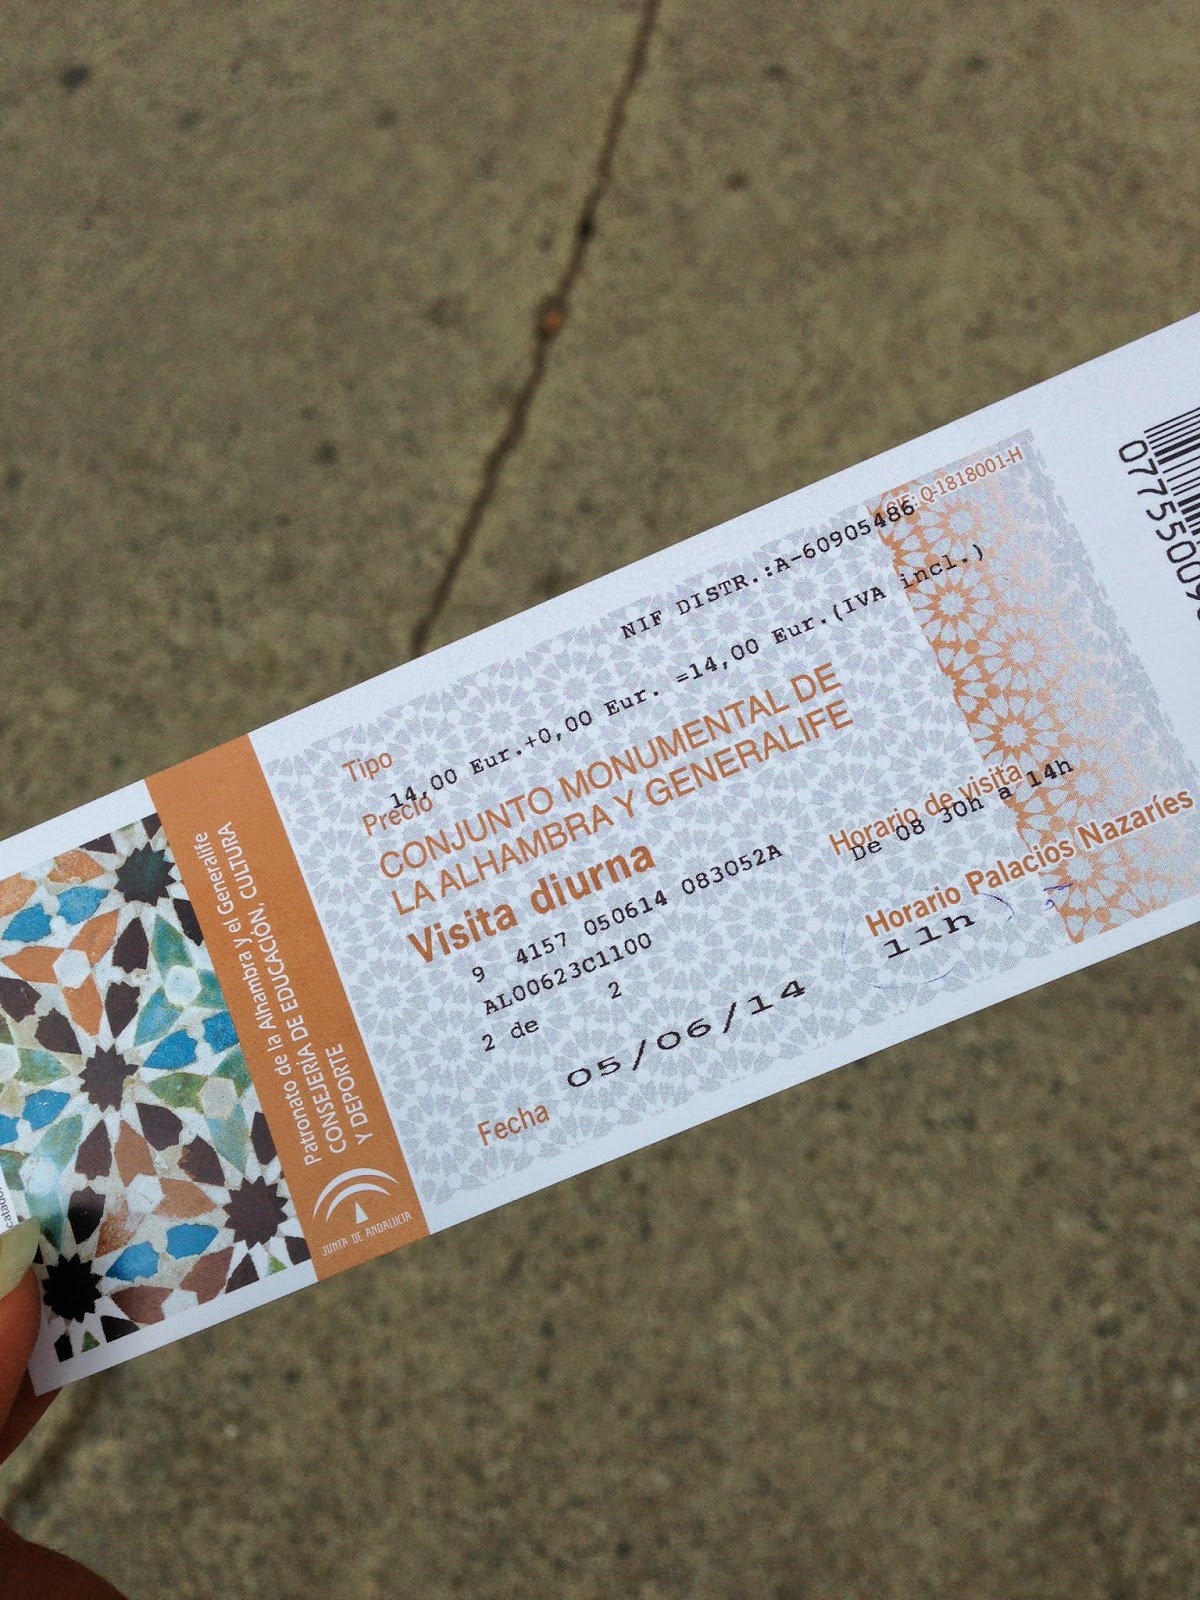 Patronato de la Alhambra y el Generalife
CONSEJERÍA DE EDUCACIÓN, CULTURA
Y DEPORTE
JUNTA DE ANDALUCIA
CIF: Q-1818001-H
NIF DISTR.:A-60905486
Tipo
14,00 Eur.+0,00 Eur. =14,00 Eur.(IVA incl.)
Precio
CONJUNTO MONUMENTAL DE
LA ALHAMBRA Y GENERALIFE
Visita diurna
9 4157 050614 083052A
AL00623C1100
2 de 2
Fecha 05/06/14
Horario de visita
De 08 30h a 14h
Horario Palacios Nazaríes
11h